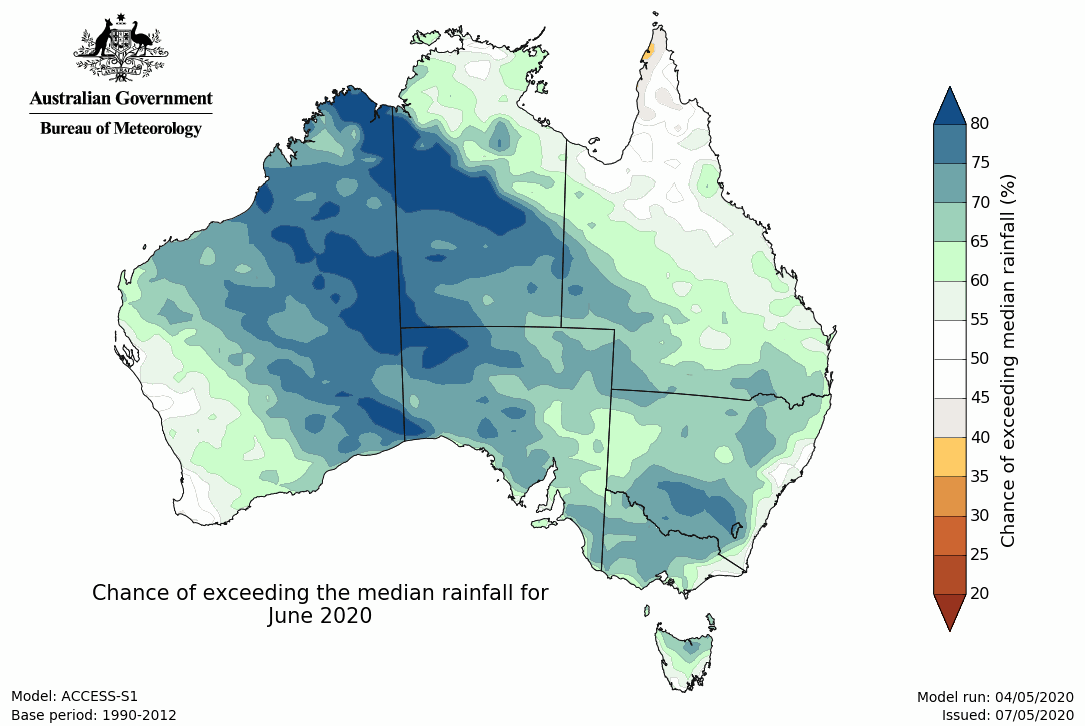 AUSTRALIA
Australian Government
Bureau of Meteorology
80
75
70
65
60
55
50
45
40
35
30
25
20
Chance of exceeding median rainfall (%)
Chance of exceeding the median rainfall for
June 2020
Model: ACCESS-S1
Base period: 1990-2012
Model run: 04/05/2020
Issued: 07/05/2020